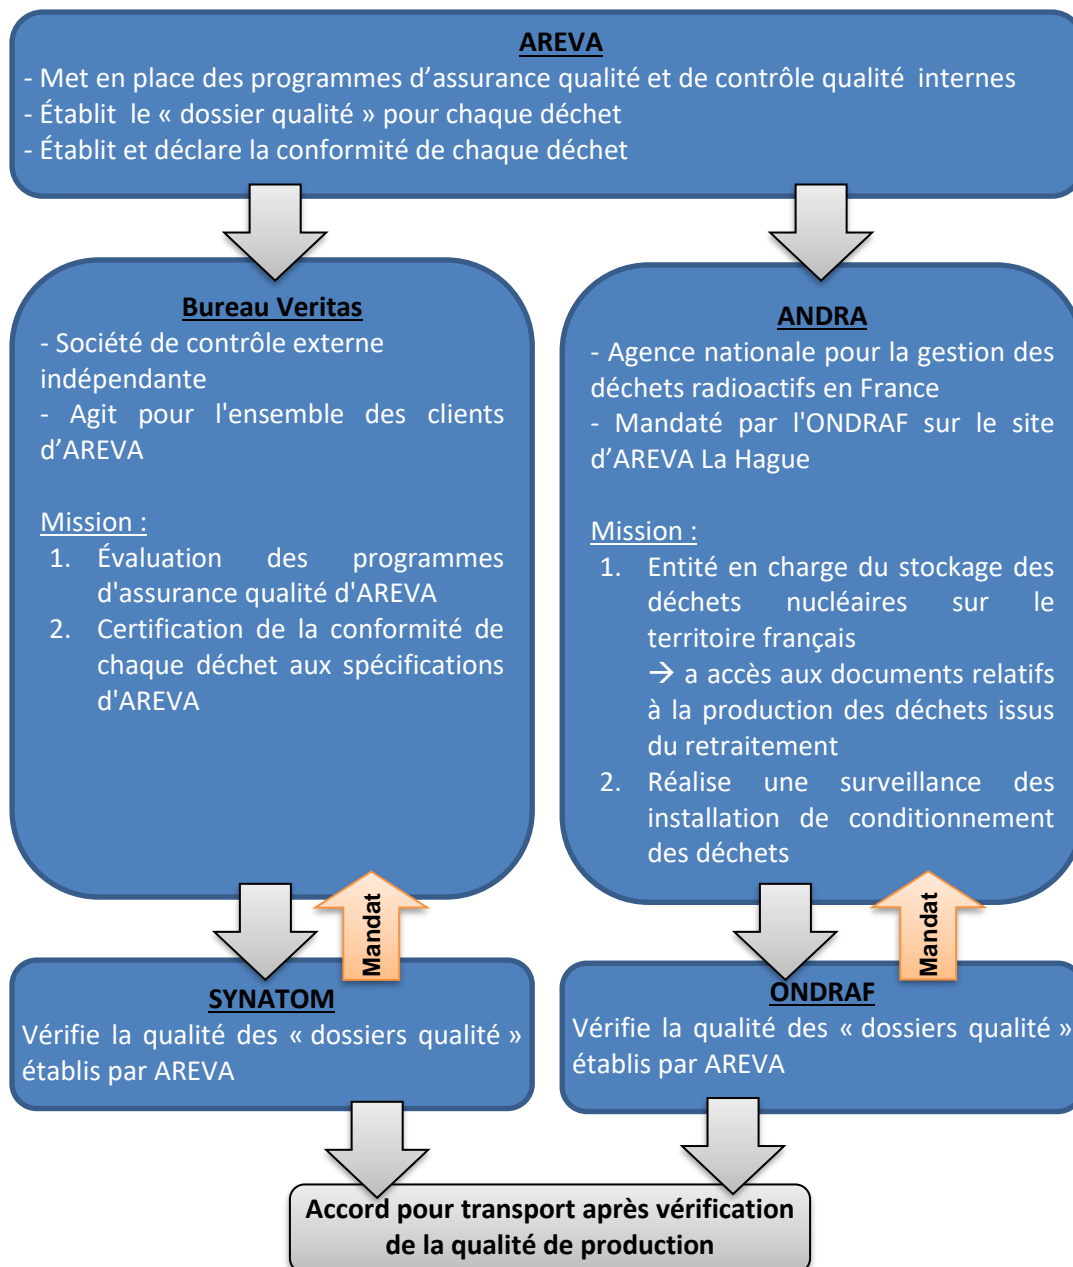 AREVA
- Met en place des programmes d’assurance qualité et de contrôle qualité internes
- Établit le « dossier qualité » pour chaque déchet
- Établit et déclare la conformité de chaque déchet
Bureau Veritas
- Société de contrôle externe
indépendante
- Agit pour l'ensemble des clients
d’AREVA
Mission :
1. Évaluation des programmes
d'assurance qualité d'AREVA
2. Certification de la conformité de
chaque déchet aux spécifications
d'AREVA
ANDRA
- Agence nationale pour la gestion des
déchets radioactifs en France
- Mandaté par l'ONDRAF sur le site
d’AREVA La Hague
Mission :
1. Entité en charge du stockage des
déchets nucléaires sur le
territoire français
→ a accès aux documents relatifs
à la production des déchets issus
du retraitement
2. Réalise une surveillance des
installation de conditionnement
des déchets
Mandat
Mandat
SYNATOM
Vérifie la qualité des « dossiers qualité »
établis par AREVA
ONDRAF
Vérifie la qualité des « dossiers qualité »
établis par AREVA
Accord pour transport après vérification
de la qualité de production